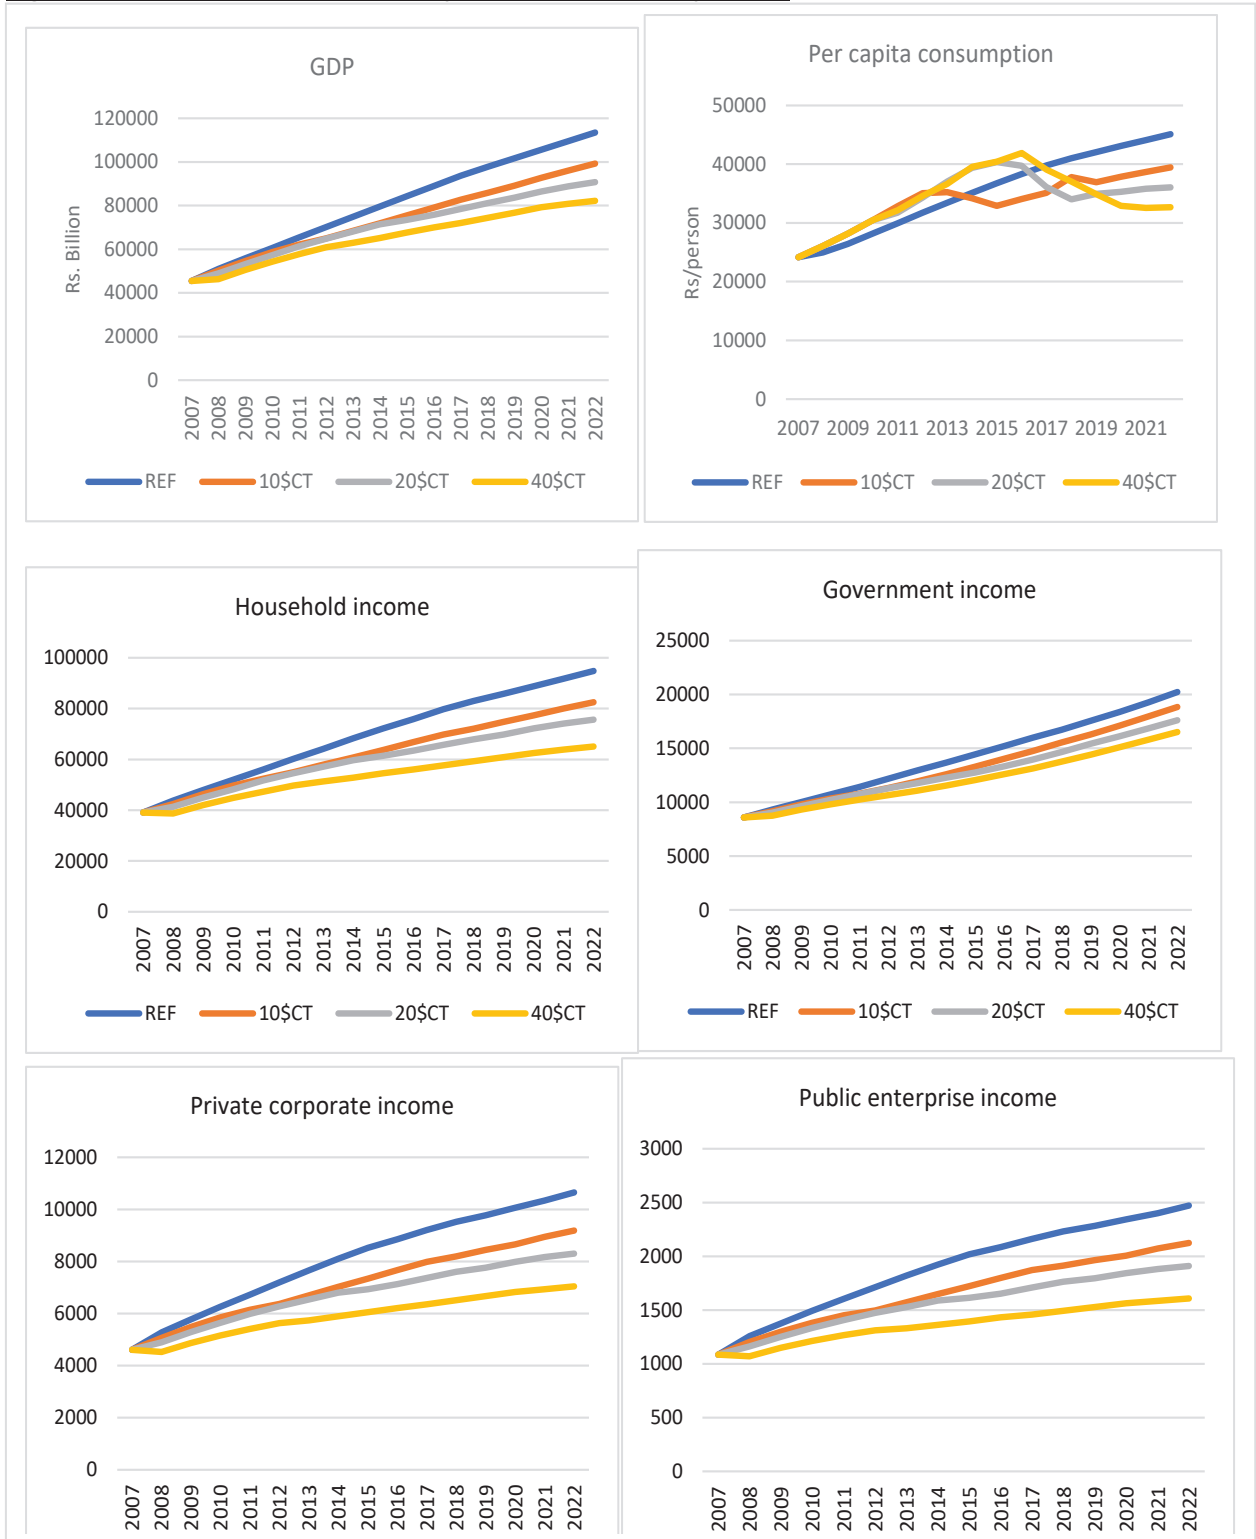 GDP
120000
100000
80000
60000
40000
20000
0
Rs. Billion
2007 2008 2009 2010 2011 2012 2013 2014 2015 2016 2017 2018 2019 2020 2021 2022
REF 10$CT 20$CT 40$CT
Per capita consumption
50000
40000
30000
20000
10000
0
Rs/person
2007 2009 2011 2013 2015 2017 2019 2021
REF 10$CT 20$CT 40$CT
Household income
100000
80000
60000
40000
20000
0
2007 2008 2009 2010 2011 2012 2013 2014 2015 2016 2017 2018 2019 2020 2021 2022
REF 10$CT 20$CT 40$CT
Government income
25000
20000
15000
10000
5000
0
2007 2008 2009 2010 2011 2012 2013 2014 2015 2016 2017 2018 2019 2020 2021 2022
REF 10$CT 20$CT 40$CT
Private corporate income
12000
10000
8000
6000
4000
2000
0
2007 2008 2009 2010 2011 2012 2013 2014 2015 2016 2017 2018 2019 2020 2021 2022
Public enterprise income
3000
2500
2000
1500
1000
500
0
2007 2008 2009 2010 2011 2012 2013 2014 2015 2016 2017 2018 2019 2020 2021 2022